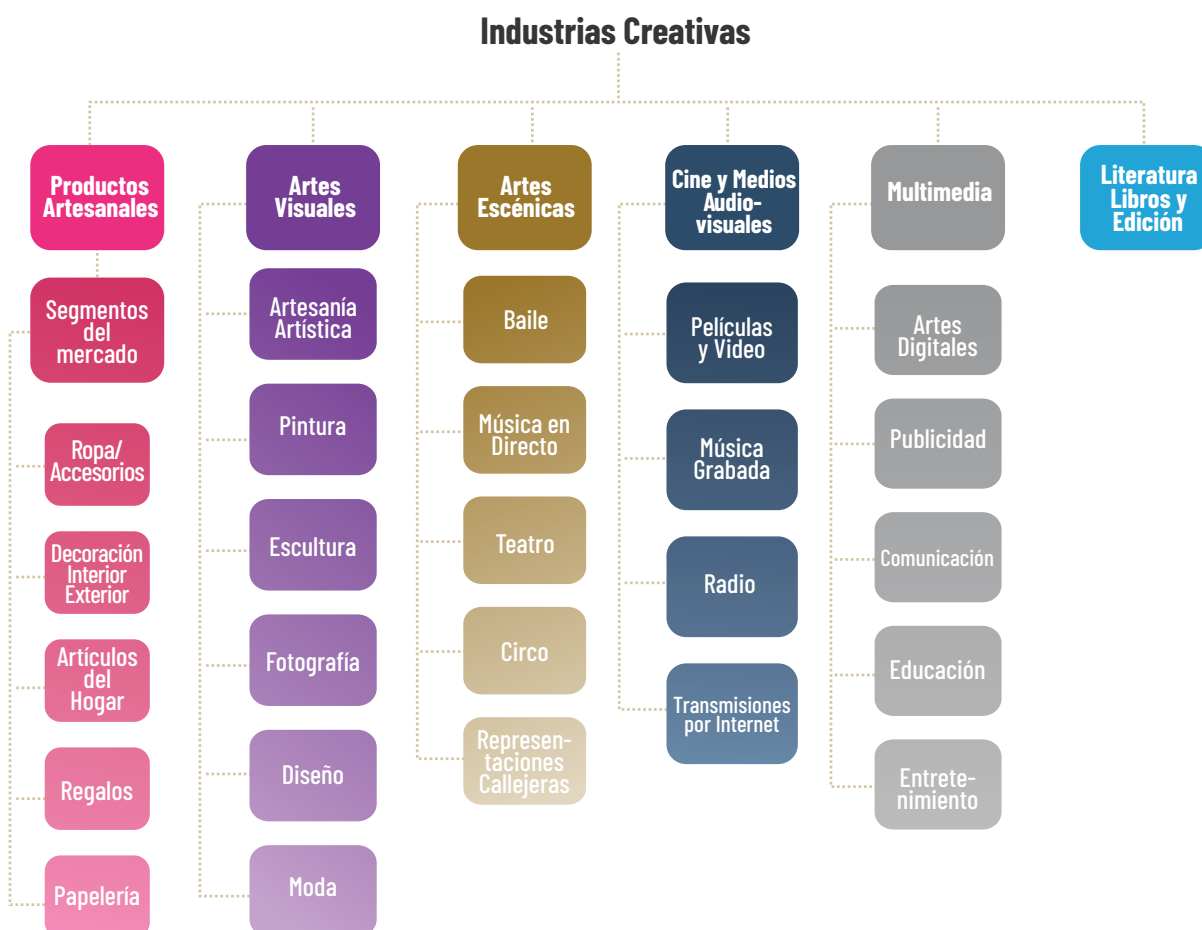 Industrias Creativas
Productos
Artesanales
Segmentos
del
mercado
Ropa/
Accesorios
Decoración
Interior
Exterior
Artículos
del
Hogar
Regalos
Papelería
Artes
Visuales
Artesanía
Artística
Pintura
Escultura
Fotografía
Diseño
Moda
Artes
Escénicas
Baile
Música en
Directo
Teatro
Circo
Represen-
taciones
Callejeras
Cine y Medios
Audio-
visuales
Películas
y Video
Música
Grabada
Radio
Transmisiones
por Internet
Multimedia
Artes
Digitales
Publicidad
Comunicación
Educación
Entrete-
nimiento
Literatura
Libros y
Edición